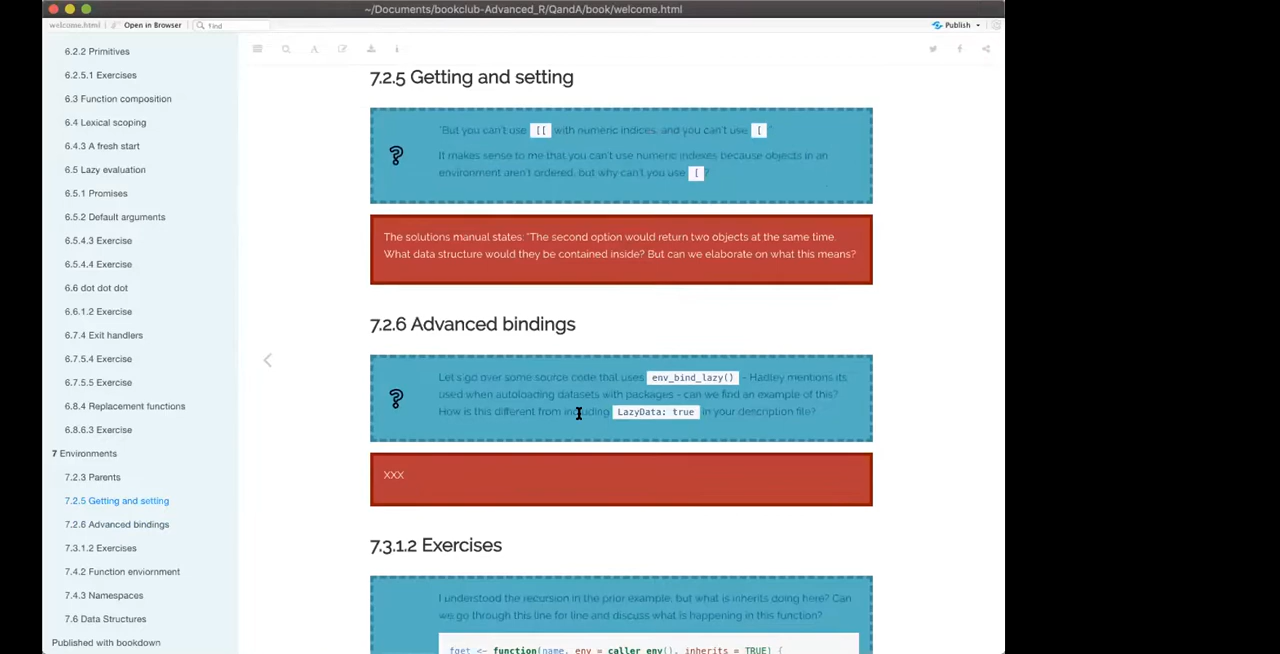 ~/Documents/bookclub-Advanced_R/QandA/book/welcome.html
welcome.html
Open in Browser
Find
Publish
6.2.2 Primitives
6.2.5.1 Exercises
6.3 Function composition
6.4 Lexical scoping
6.4.3 A fresh start
6.5 Lazy evaluation
6.5.1 Promises
6.5.2 Default arguments
6.5.4.3 Exercise
6.5.4.4 Exercise
6.6 dot dot dot
6.6.1.2 Exercise
6.7.4 Exit handlers
6.7.5.4 Exercise
6.7.5.5 Exercise
6.8.4 Replacement functions
6.8.6.3 Exercise
7 Environments
7.2.3 Parents
7.2.5 Getting and setting
7.2.6 Advanced bindings
7.3.1.2 Exercises
7.4.2 Function enviornment
7.4.3 Namespaces
7.6 Data Structures
Published with bookdown
A
i
7.2.5 Getting and setting
?
"But you can't use [[ with numeric indices, and you can't use [ "
It makes sense to me that you can't use numeric indexes because objects in an
environment aren't ordered, but why can't you use [ ?
The solutions manual states: "The second option would return two objects at the same time.
What data structure would they be contained inside? But can we elaborate on what this means?
7.2.6 Advanced bindings
?
Let's go over some source code that uses env_bind_lazy() - Hadley mentions its
used when autoloading datasets with packages - can we find an example of this?
How is this different from including LazyData: true in your description file?
XXX
7.3.1.2 Exercises
I understood the recursion in the prior example, but what is inherits doing here? Can
we go through this line for line and discuss what is happening in this function?
fget <- function(name, env = caller_env(), inherits = TRUE) {